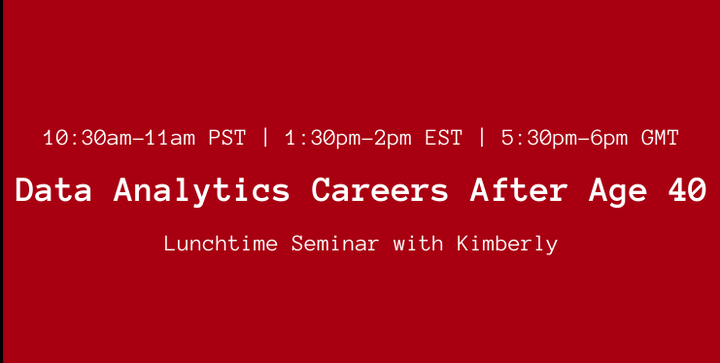 10:30am–11am PST | 1:30pm–2pm EST | 5:30pm–6pm GMT
Data Analytics Careers After Age 40
Lunchtime Seminar with Kimberly